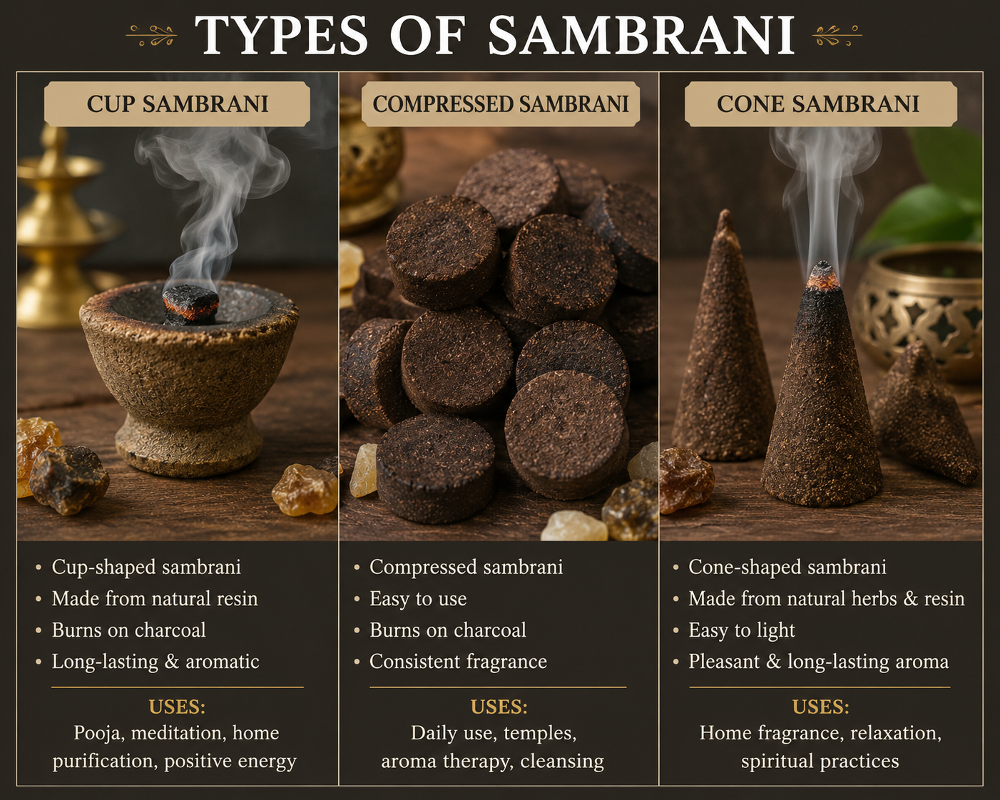 TYPES OF SAMBRANI
CUP SAMBRANI
• Cup-shaped sambrani
• Made from natural resin
• Burns on charcoal
• Long-lasting & aromatic
USES:
Pooja, meditation, home
purification, positive energy
COMPRESSED SAMBRANI
• Compressed sambrani
• Easy to use
• Burns on charcoal
• Consistent fragrance
USES:
Daily use, temples,
aroma therapy, cleansing
CONE SAMBRANI
• Cone-shaped sambrani
• Made from natural herbs & resin
• Easy to light
• Pleasant & long-lasting aroma
USES:
Home fragrance, relaxation,
spiritual practices